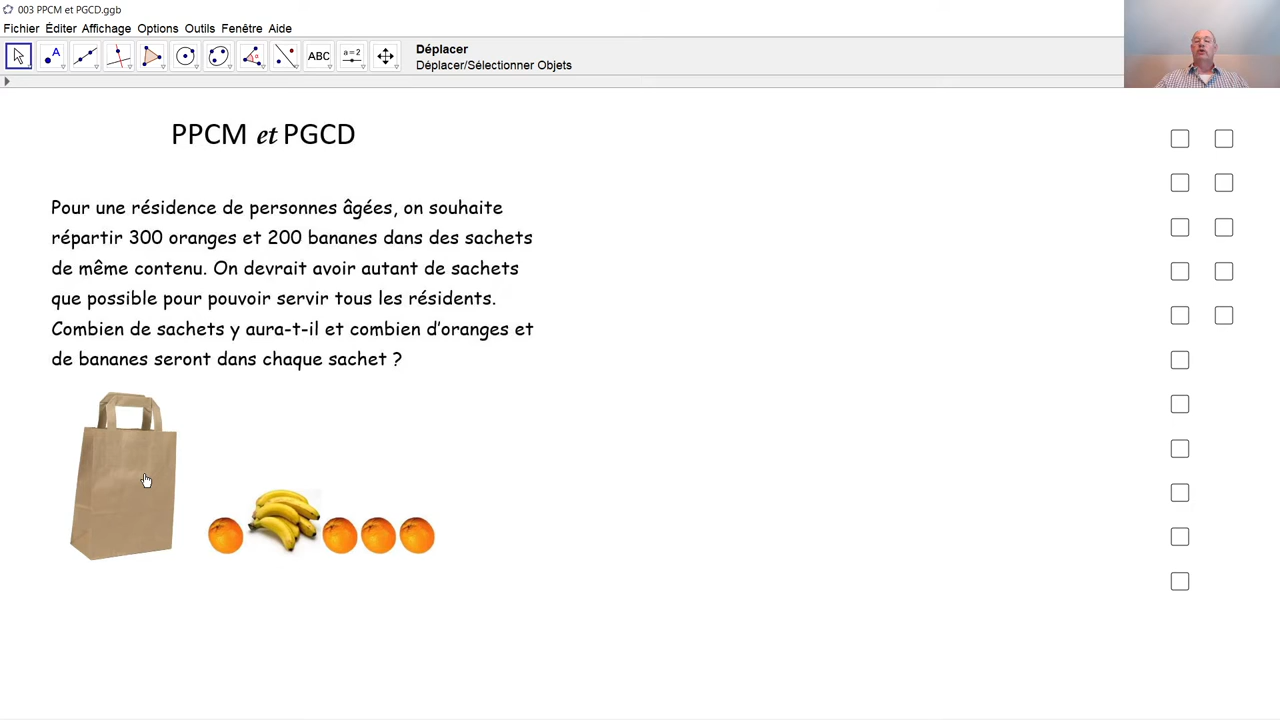 003 PPCM et PGCD.ggb
Fichier Éditer Affichage Options Outils Fenêtre Aide
A
ABC
a=2
Déplacer
Déplacer/Sélectionner Objets
PPCM et PGCD
Pour une résidence de personnes âgées, on souhaite
répartir 300 oranges et 200 bananes dans des sachets
de même contenu. On devrait avoir autant de sachets
que possible pour pouvoir servir tous les résidents.
Combien de sachets y aura-t-il et combien d’oranges et
de bananes seront dans chaque sachet ?